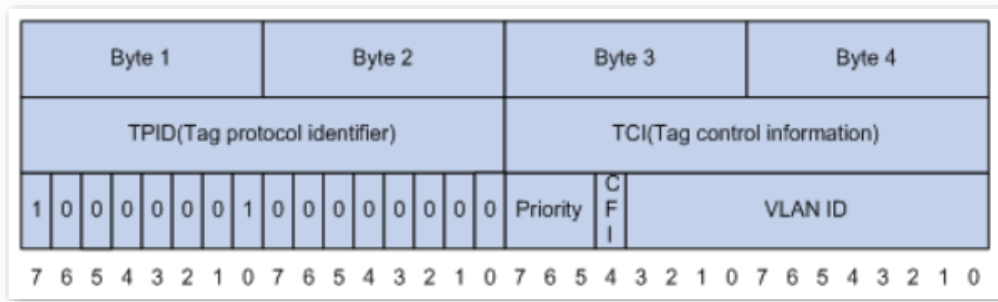 Byte 1 Byte 2 Byte 3 Byte 4
TPID(Tag protocol identifier) TCI(Tag control information)
1 0 0 0 0 0 0 1 0 0 0 0 0 0 0 0 Priority CFI VLAN ID
7 6 5 4 3 2 1 0 7 6 5 4 3 2 1 0 7 6 5 4 3 2 1 0 7 6 5 4 3 2 1 0